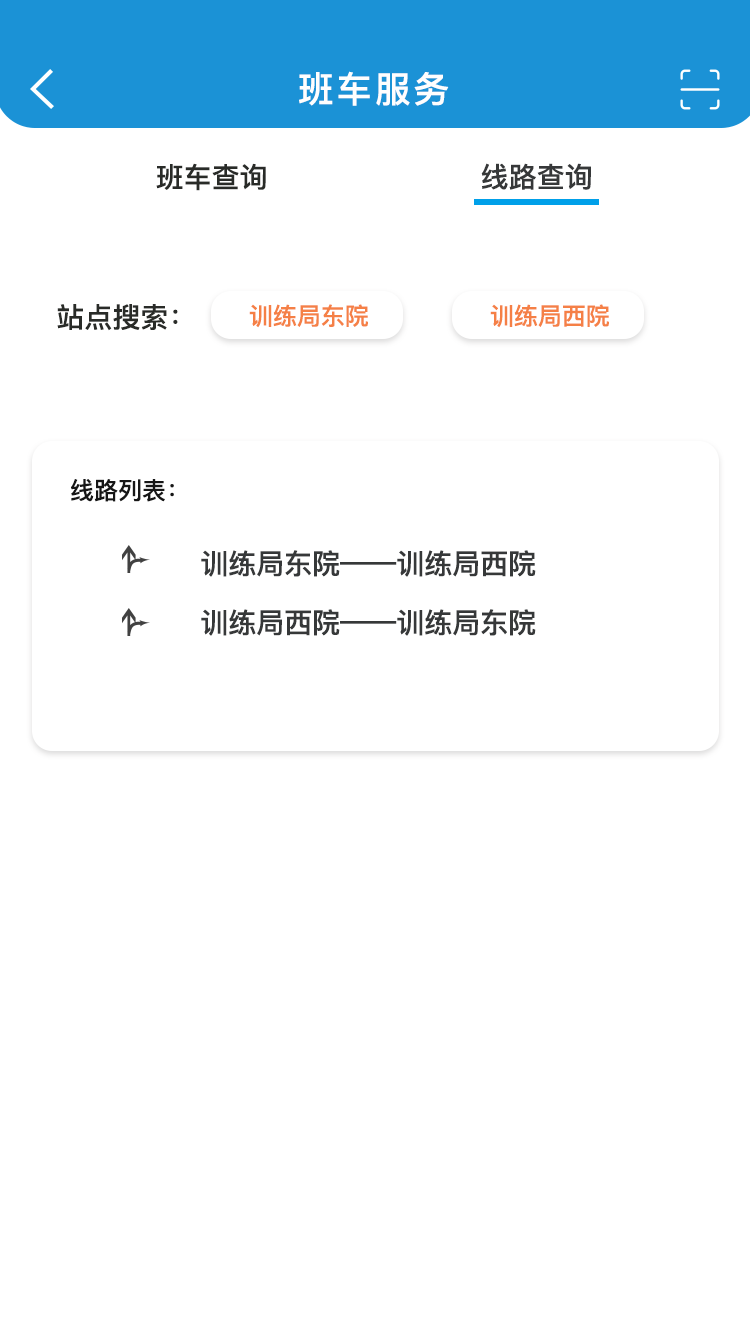 班车服务
班车查询 线路查询
站点搜索： 训练局东院 训练局西院
线路列表：
训练局东院——训练局西院
训练局西院——训练局东院